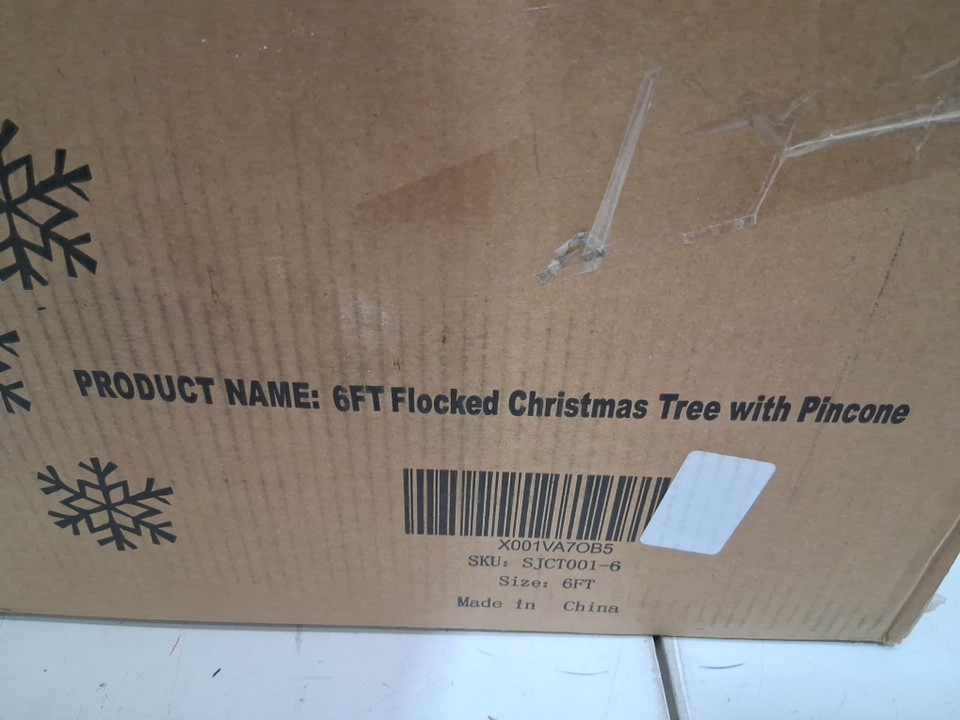 PRODUCT NAME: 6FT Flocked Christmas Tree with Pincone
X001VA7OB5
SKU: SJCT001-6
Size: 6FT
Made in China